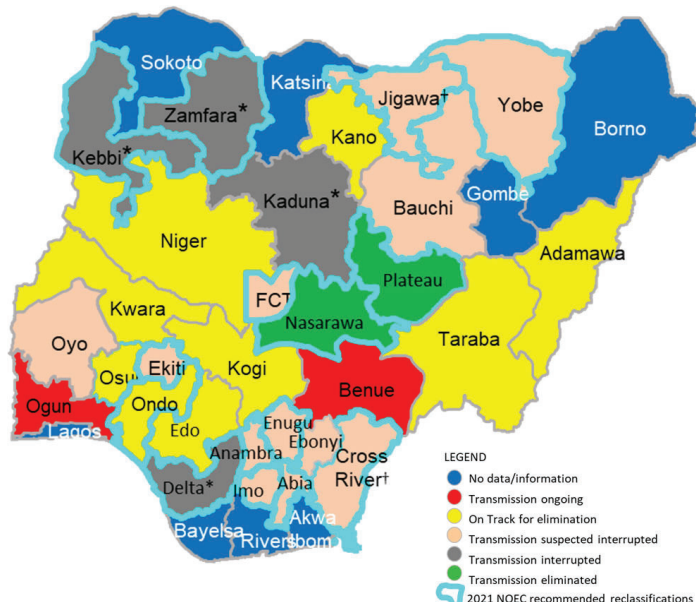 Sokoto
Katsina
Zamfara*
Jigawa†
Yobe
Kano
Borno
Kebbi*
Kaduna*
Gombe
Bauchi
Niger
Adamawa
Plateau
FCT
Kwara
Nasarawa
Oyo
Taraba
Osu
Ekiti
Kogi
Benue
Ogun
Ondo
Edo
Enugu
Lagos
Anambra
Ebonyi
Cross
River†
Delta*
Imo
Abia
Bayelsa
Rivers
Akwa
Ibom
LEGEND
No data/information
Transmission ongoing
On Track for elimination
Transmission suspected interrupted
Transmission interrupted
Transmission eliminated
2021 NOEC recommended reclassifications